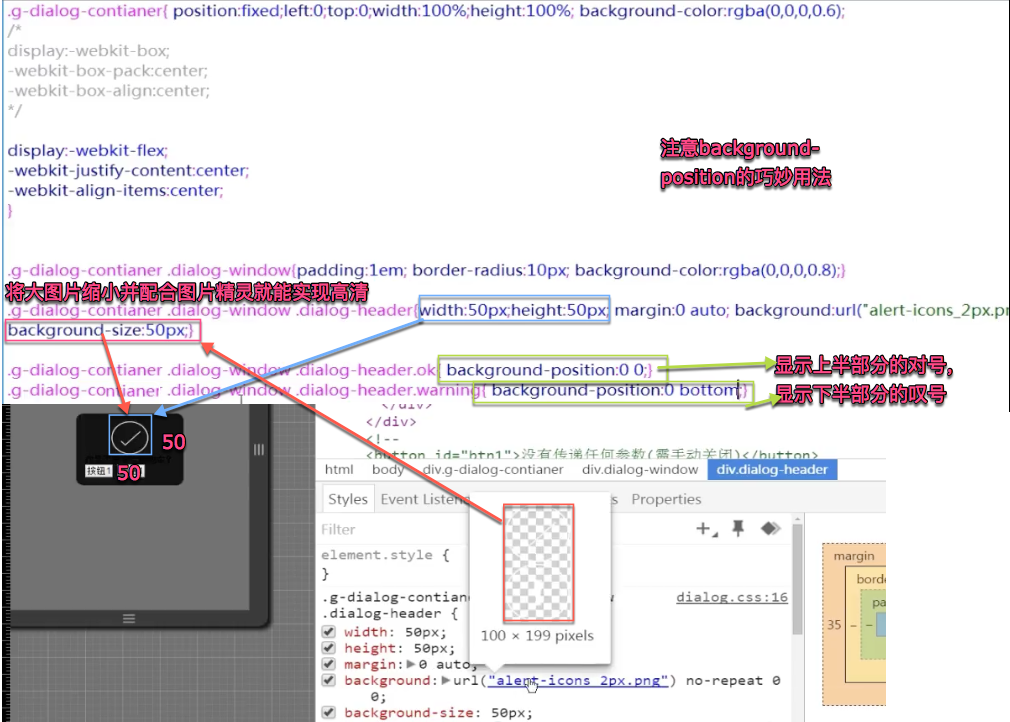 .g-dialog-contianer{ position:fixed;left:0;top:0;width:100%;height:100%; background-color:rgba(0,0,0,0.6);
/*
display:-webkit-box;
-webkit-box-pack:center;
-webkit-box-align:center;
*/
display:-webkit-flex;
-webkit-justify-content:center;
-webkit-align-items:center;
}
注意background-
position的巧妙用法
.g-dialog-contianer .dialog-window{padding:1em; border-radius:10px; background-color:rgba(0,0,0,0.8);}
将大图片缩小并配合图片精灵就能实现高清
.g-dialog-contianer .dialog-window .dialog-header{width:50px;height:50px; margin:0 auto; background:url("alert-icons_2px.pn
background-size:50px;}
.g-dialog-contianer .dialog-window .dialog-header.ok{ background-position:0 0;}
显示上半部分的对号,
.g-dialog-contianer .dialog-window .dialog-header.warning{ background-position:0 bottom;}
显示下半部分的叹号
</div>
</div>
<!--
<button id="btn1">没有传递任何参数(需手动关闭)</button>
50
按钮1
50
html body div.g-dialog-contianer div.dialog-window div.dialog-header
Styles Event Listene s Properties
Filter
element.style {
}
.g-dialog-contian w dialog.css:16
.dialog-header {
width: 50px;
height: 50px;
margin: 0 auto;
background: url("alert-icons_2px.png") no-repeat 0
0;
background-size: 50px;
100 × 199 pixels
margin
borde
pa
35 – –